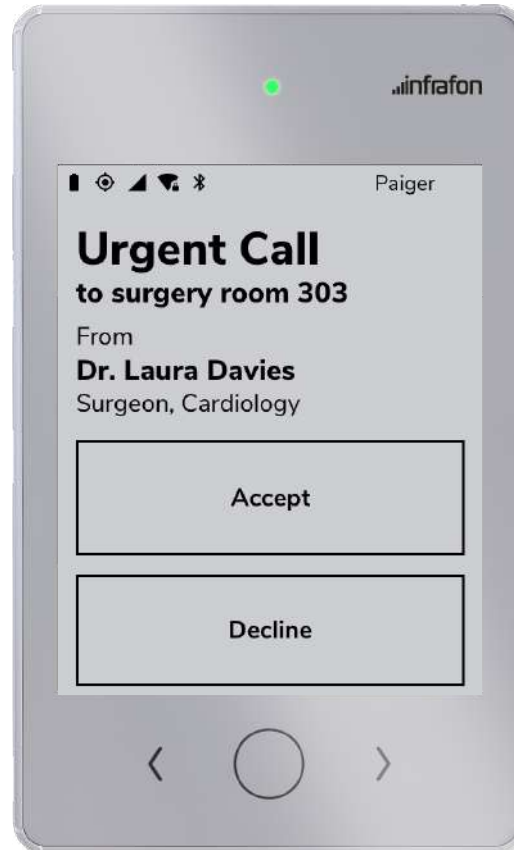 infrafon
Paiger
Urgent Call
to surgery room 303
From
Dr. Laura Davies
Surgeon, Cardiology
Accept
Decline